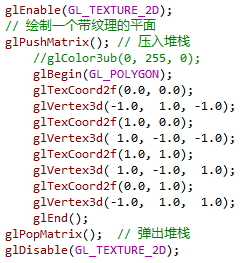 glEnable(GL_TEXTURE_2D);
// 绘制一个带纹理的平面
glPushMatrix(); // 压入堆栈
//glColor3ub(0, 255, 0);
glBegin(GL_POLYGON);
glTexCoord2f(0.0, 0.0);
glVertex3d(-1.0,  1.0, -1.0);
glTexCoord2f(1.0, 0.0);
glVertex3d( 1.0, -1.0, -1.0);
glTexCoord2f(1.0, 1.0);
glVertex3d( 1.0, -1.0,  1.0);
glTexCoord2f(0.0, 1.0);
glVertex3d(-1.0,  1.0,  1.0);
glEnd();
glPopMatrix();  // 弹出堆栈
glDisable(GL_TEXTURE_2D);